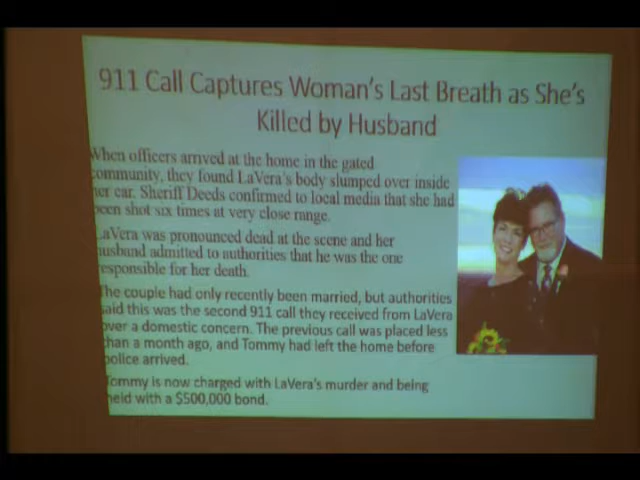 911 Call Captures Woman's Last Breath as She's
Killed by Husband
When officers arrived at the home in the gated
community, they found LaVera's body slumped over inside
her car. Sheriff Deeds confirmed to local media that she had
been shot six times at very close range.
LaVera was pronounced dead at the scene and her
husband admitted to authorities that he was the one
responsible for her death.
The couple had only recently been married, but authorities
said this was the second 911 call they received from LaVera
over a domestic concern. The previous call was placed less
than a month ago, and Tommy had left the home before
police arrived.
Tommy is now charged with LaVera's murder and being
held with a $500,000 bond.